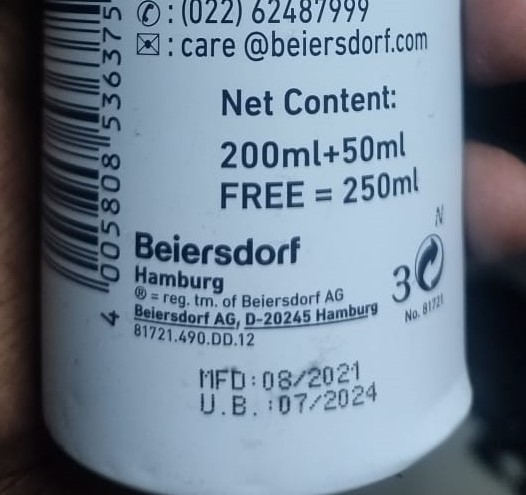 ✆ : (022) 62487999
✉ : care @beiersdorf.com
Net Content:
200ml+50ml
FREE = 250ml
Beiersdorf
Hamburg
® = reg. tm. of Beiersdorf AG
Beiersdorf AG, D-20245 Hamburg
81721.490.DD.12
N
3
No. 81721
MFD:08/2021
U.B.:07/2024
4 005808 536375